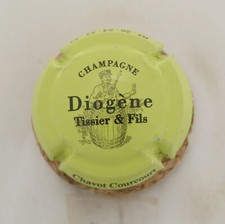 CHAMPAGNE
Diogène
Tissier & Fils
Chavot Courcourt